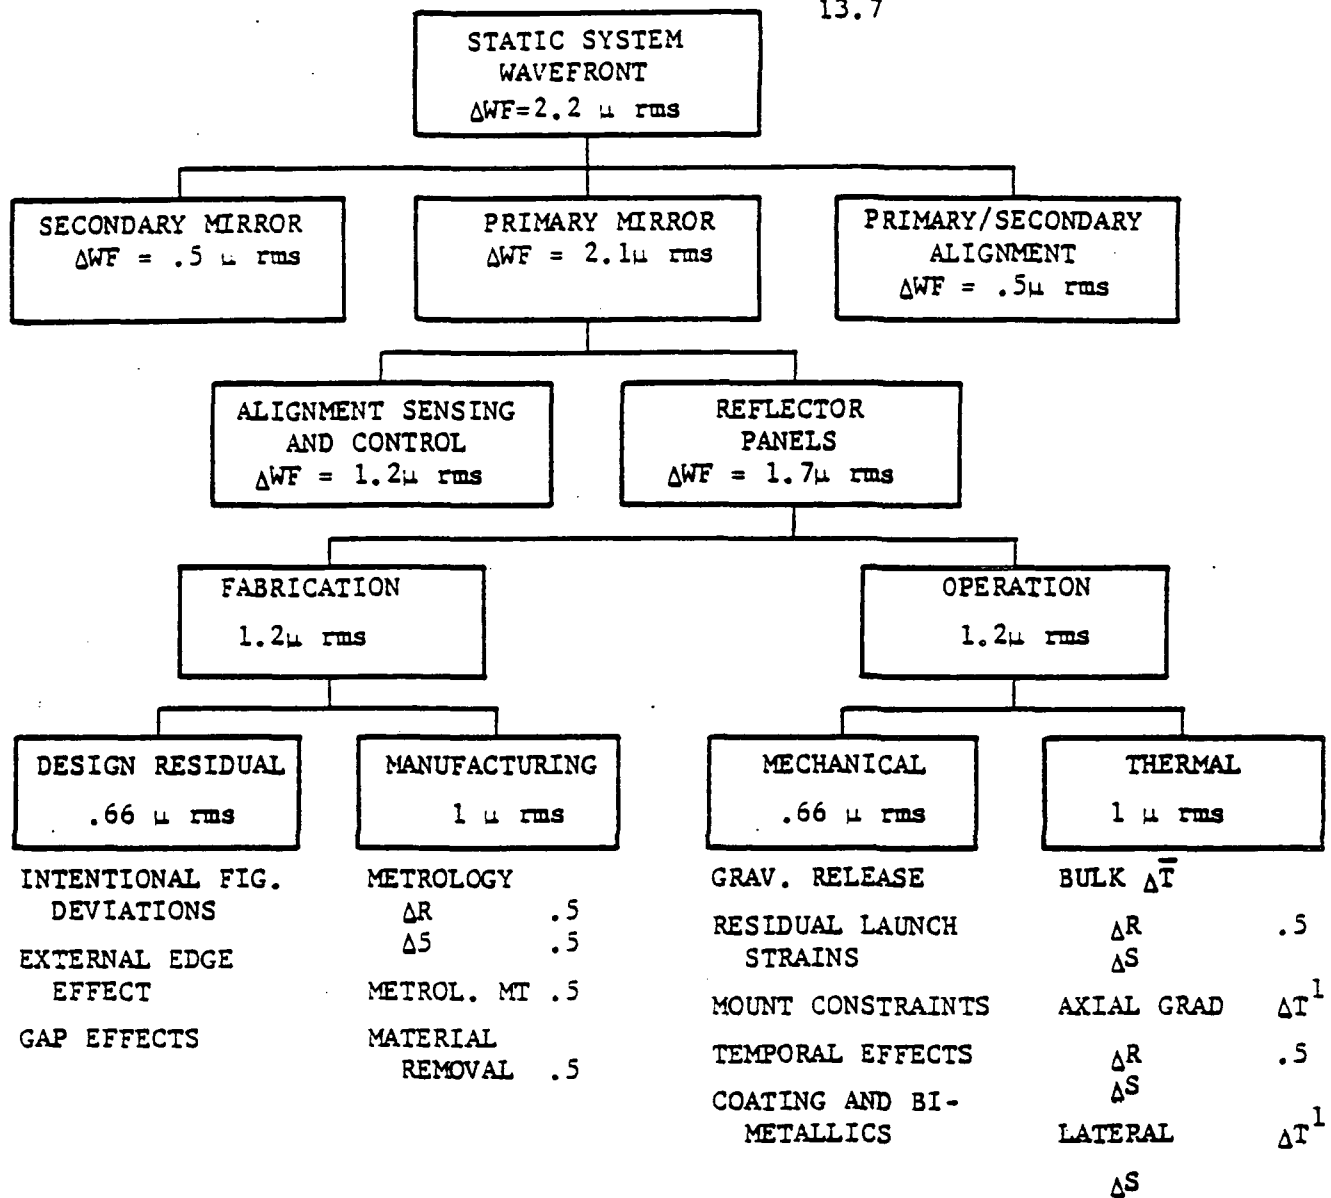 13.7
STATIC SYSTEM
WAVEFRONT
ΔWF=2.2 μ rms
SECONDARY MIRROR
ΔWF = .5 μ rms
PRIMARY MIRROR
ΔWF = 2.1μ rms
PRIMARY/SECONDARY
ALIGNMENT
ΔWF = .5μ rms
ALIGNMENT SENSING
AND CONTROL
ΔWF = 1.2μ rms
REFLECTOR
PANELS
ΔWF = 1.7μ rms
FABRICATION
1.2μ rms
OPERATION
1.2μ rms
DESIGN RESIDUAL
.66 μ rms
MANUFACTURING
1 μ rms
MECHANICAL
.66 μ rms
THERMAL
1 μ rms
INTENTIONAL FIG.
DEVIATIONS
EXTERNAL EDGE
EFFECT
GAP EFFECTS
METROLOGY
ΔR .5
ΔS .5
METROL. MT .5
MATERIAL
REMOVAL .5
GRAV. RELEASE
RESIDUAL LAUNCH
STRAINS
MOUNT CONSTRAINTS
TEMPORAL EFFECTS
COATING AND BI-
METALLICS
BULK ΔT̄
ΔR .5
ΔS
AXIAL GRAD ΔT¹
ΔR .5
ΔS
LATERAL ΔT¹
ΔS